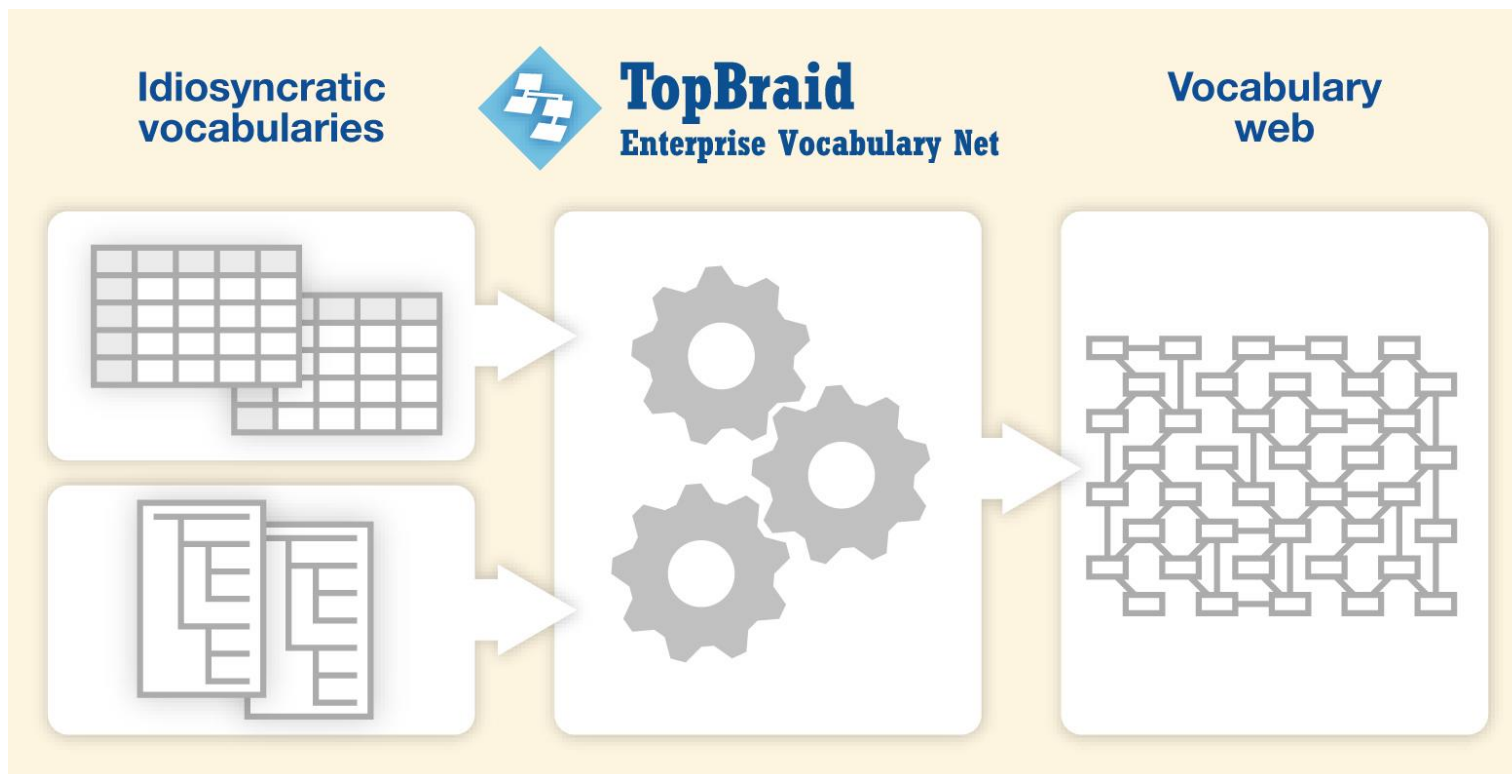 Idiosyncratic
vocabularies
TopBraid
Enterprise Vocabulary Net
Vocabulary
web